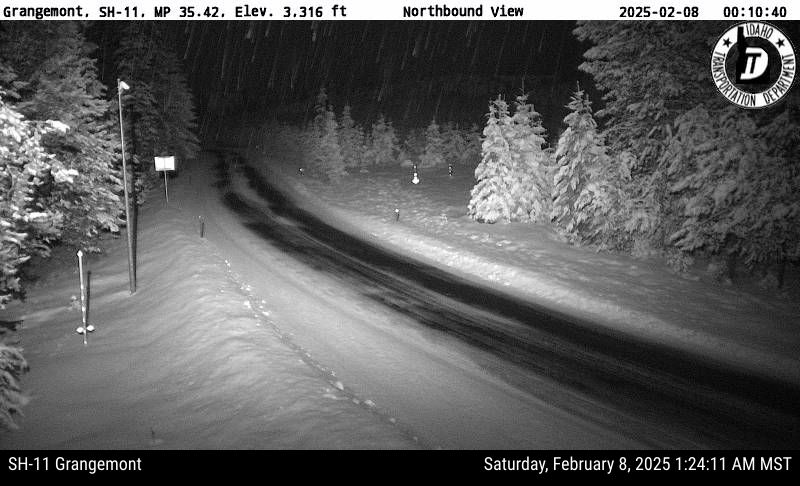 Grangemont, SH-11, MP 35.42, Elev. 3,316 ft Northbound View 2025-02-08 00:10:40
IDAHO
TRANSPORTATION DEPARTMENT
SH-11 Grangemont Saturday, February 8, 2025 1:24:11 AM MST